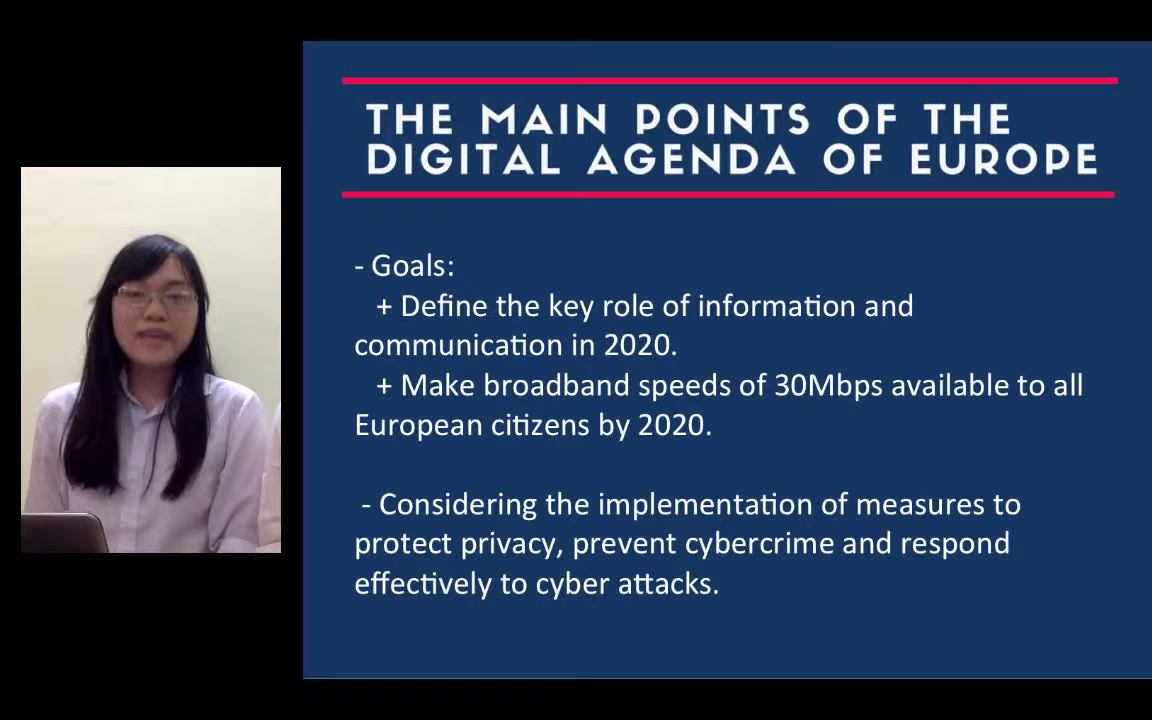 THE MAIN POINTS OF THE
DIGITAL AGENDA OF EUROPE
- Goals:
+ Define the key role of information and
communication in 2020.
+ Make broadband speeds of 30Mbps available to all
European citizens by 2020.
- Considering the implementation of measures to
protect privacy, prevent cybercrime and respond
effectively to cyber attacks.